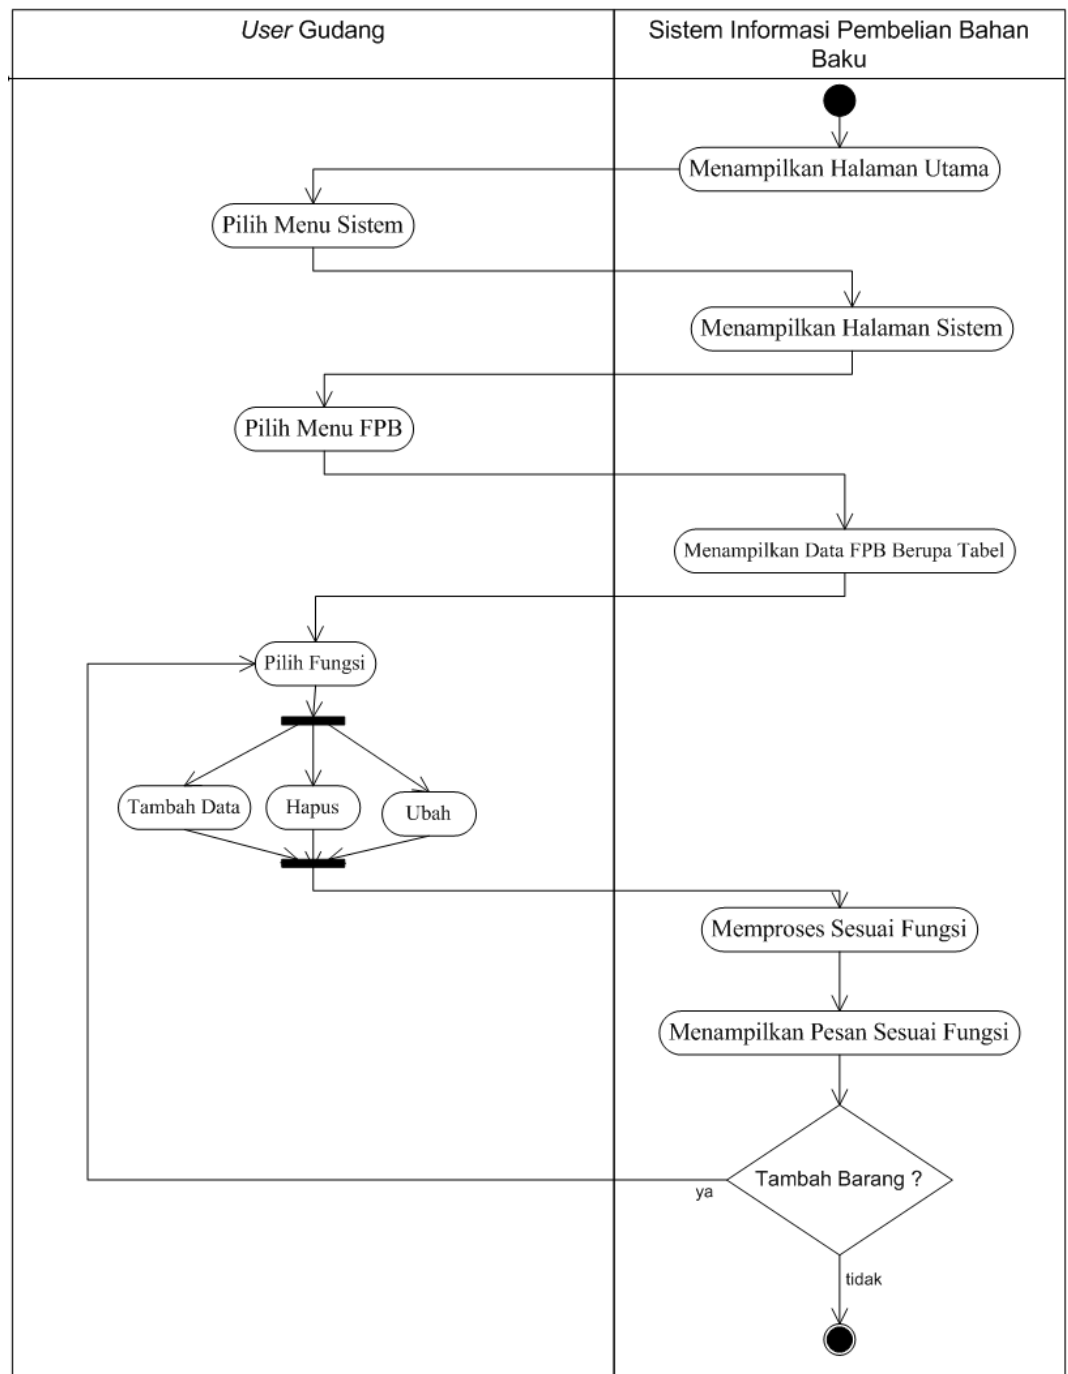 User Gudang
Sistem Informasi Pembelian Bahan
Baku
Menampilkan Halaman Utama
Pilih Menu Sistem
Menampilkan Halaman Sistem
Pilih Menu FPB
Menampilkan Data FPB Berupa Tabel
Pilih Fungsi
Tambah Data
Hapus
Ubah
Memproses Sesuai Fungsi
Menampilkan Pesan Sesuai Fungsi
Tambah Barang ?
ya
tidak